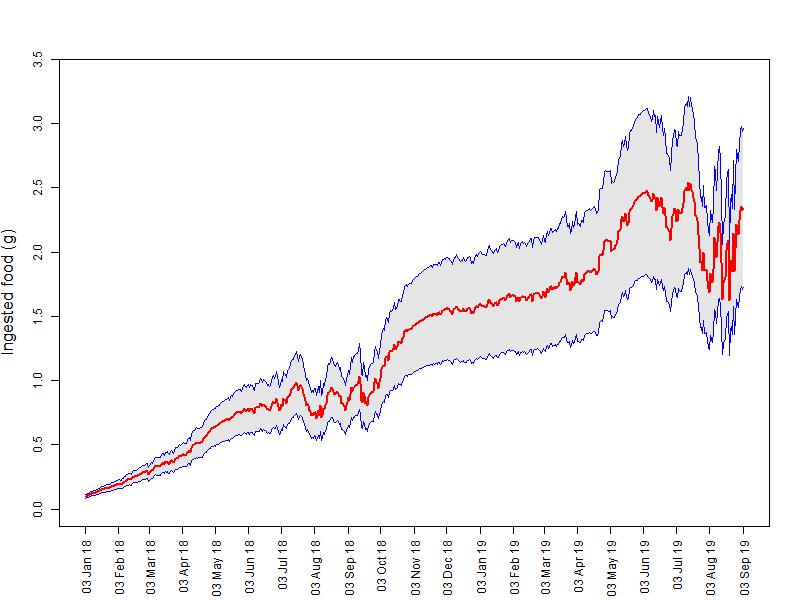 Ingested food (g)
3.5
3.0
2.5
2.0
1.5
1.0
0.5
0.0
03 Jan 18
03 Feb 18
03 Mar 18
03 Apr 18
03 May 18
03 Jun 18
03 Jul 18
03 Aug 18
03 Sep 18
03 Oct 18
03 Nov 18
03 Dec 18
03 Jan 19
03 Feb 19
03 Mar 19
03 Apr 19
03 May 19
03 Jun 19
03 Jul 19
03 Aug 19
03 Sep 19